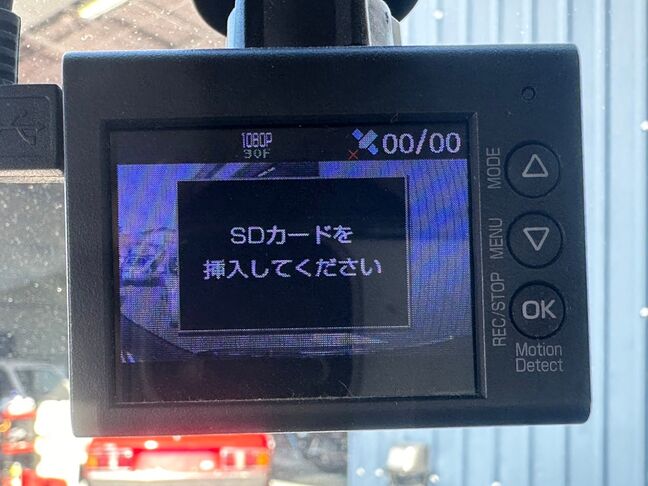 1080P
30F
00/00
SDカードを
挿入してください
MODE
MENU
REC/STOP
OK
Motion
Detect